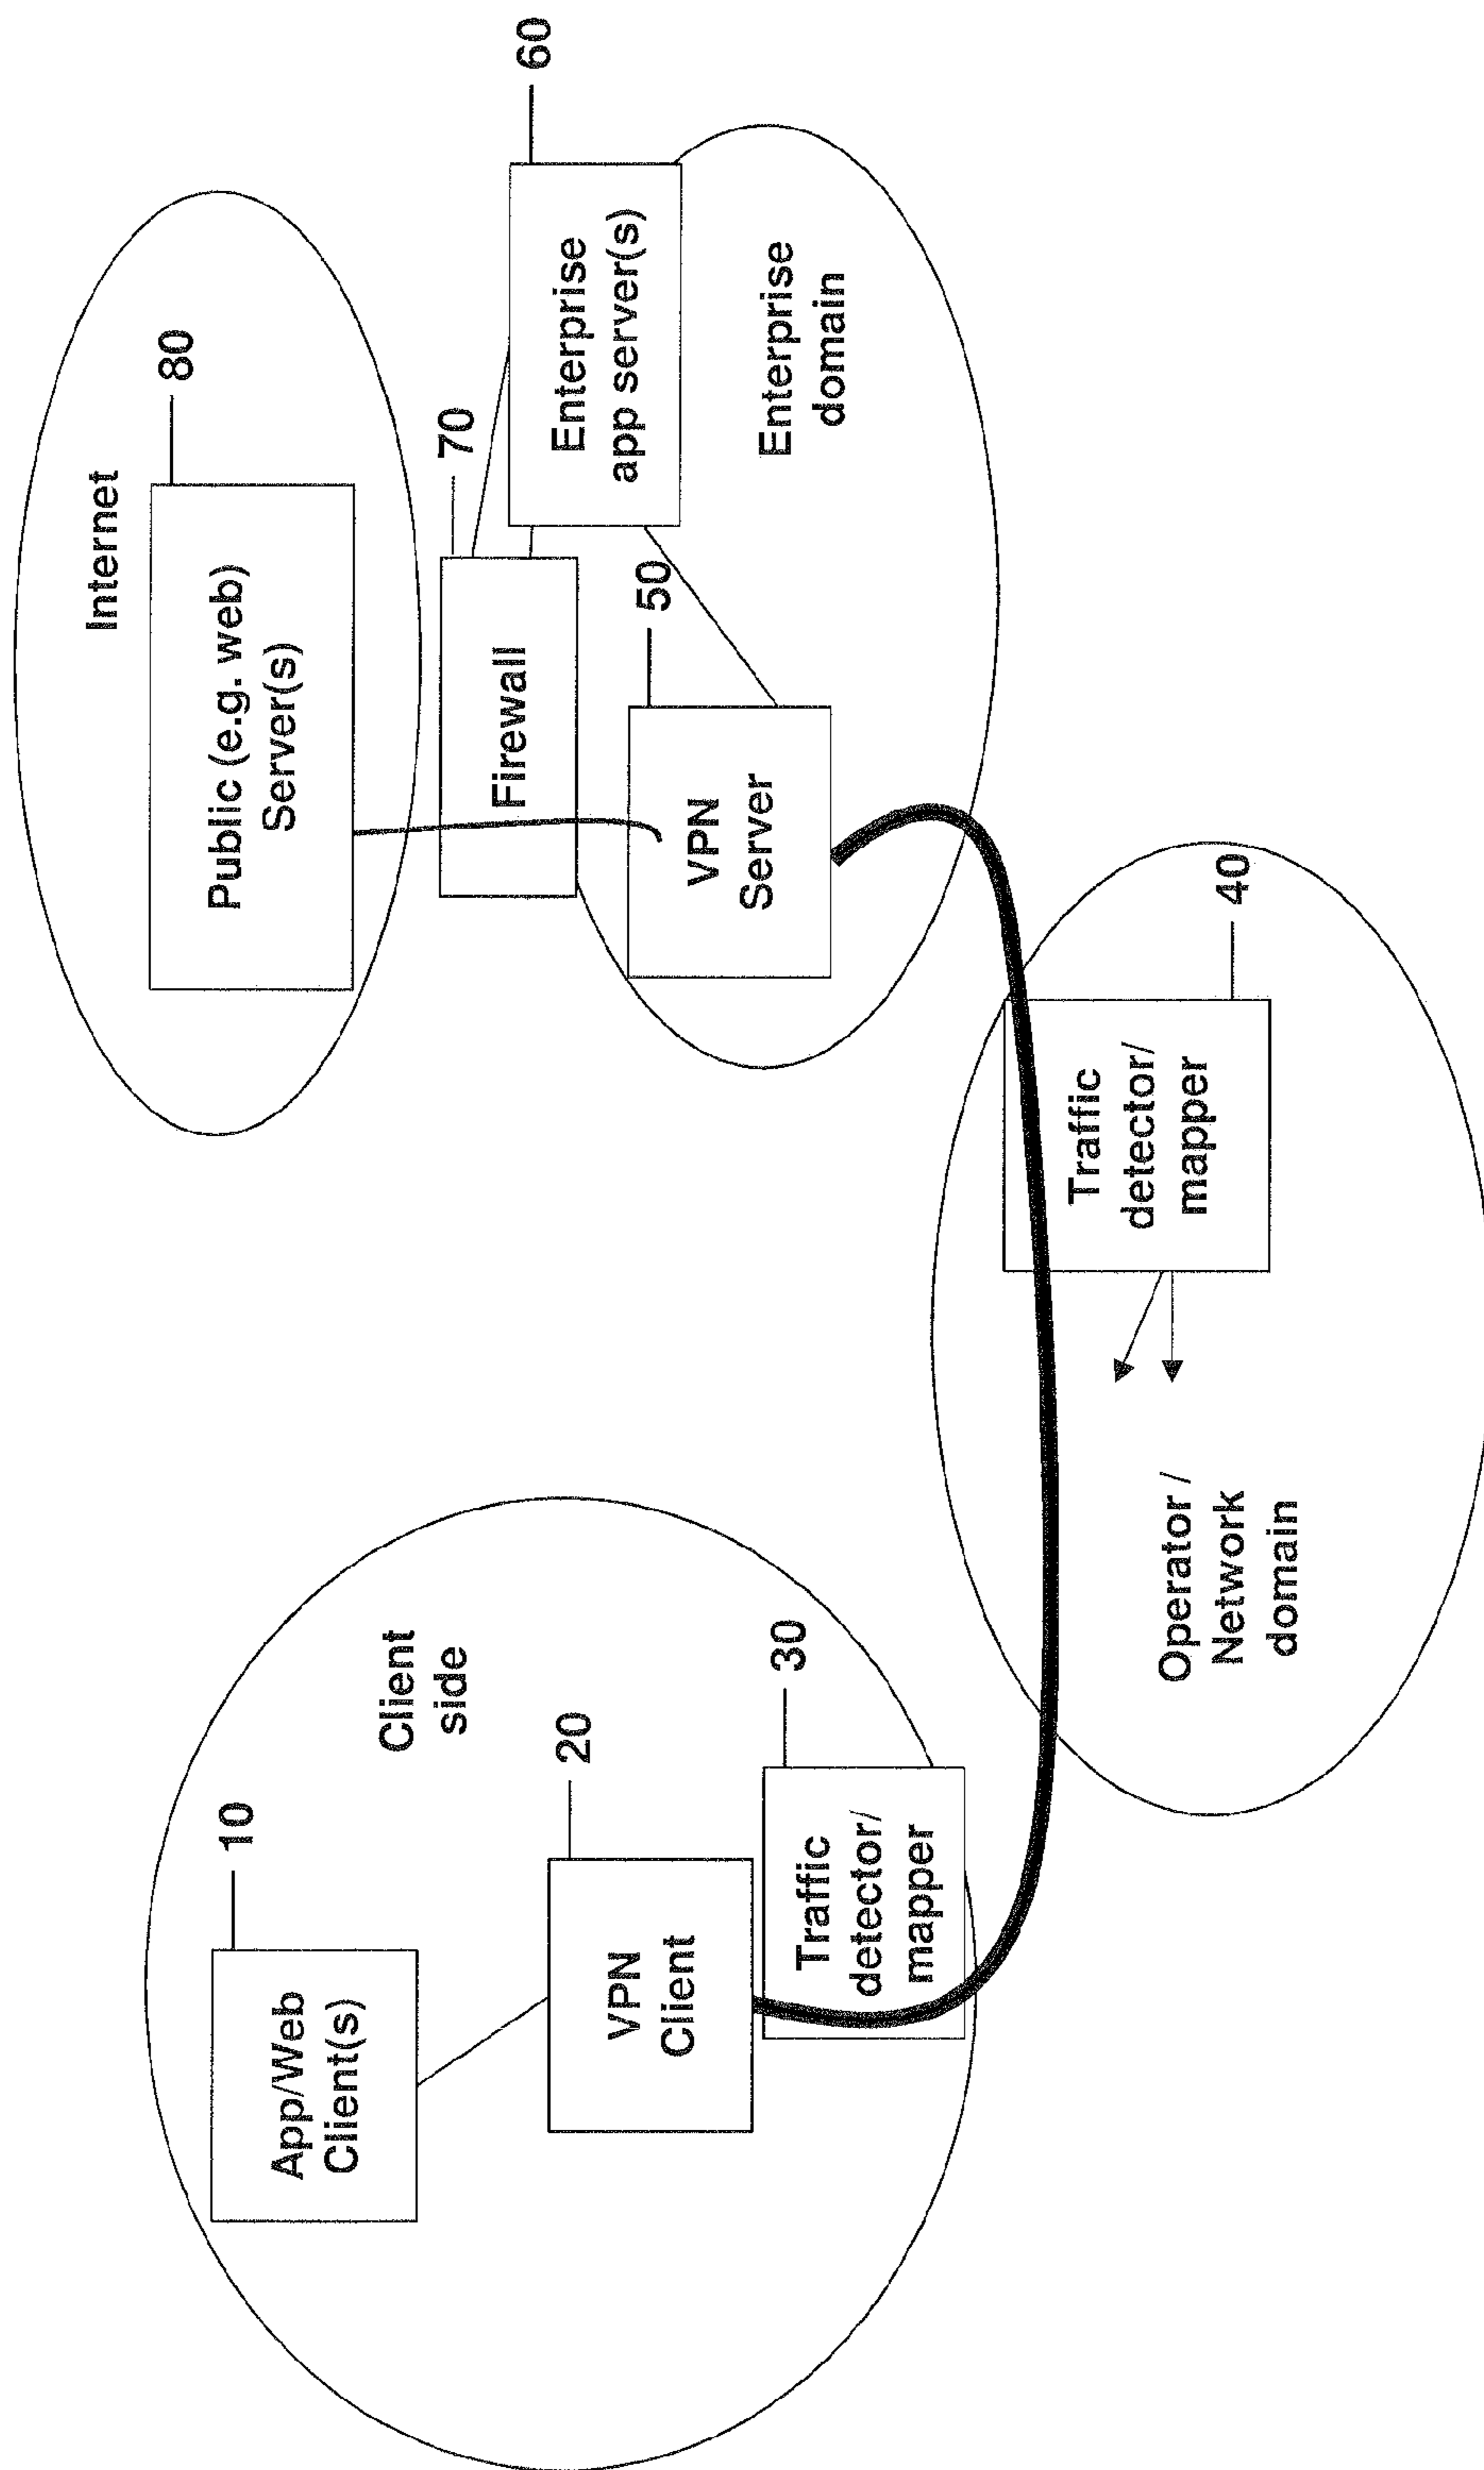 Internet
80
Public (e.g. web)
Server(s)
70
Firewall
60
Enterprise
app server(s)
50
VPN
Server
Enterprise
domain
Client
side
10
App/Web
Client(s)
20
VPN
Client
30
Traffic
detector/
mapper
40
Traffic
detector/
mapper
Operator /
Network
domain